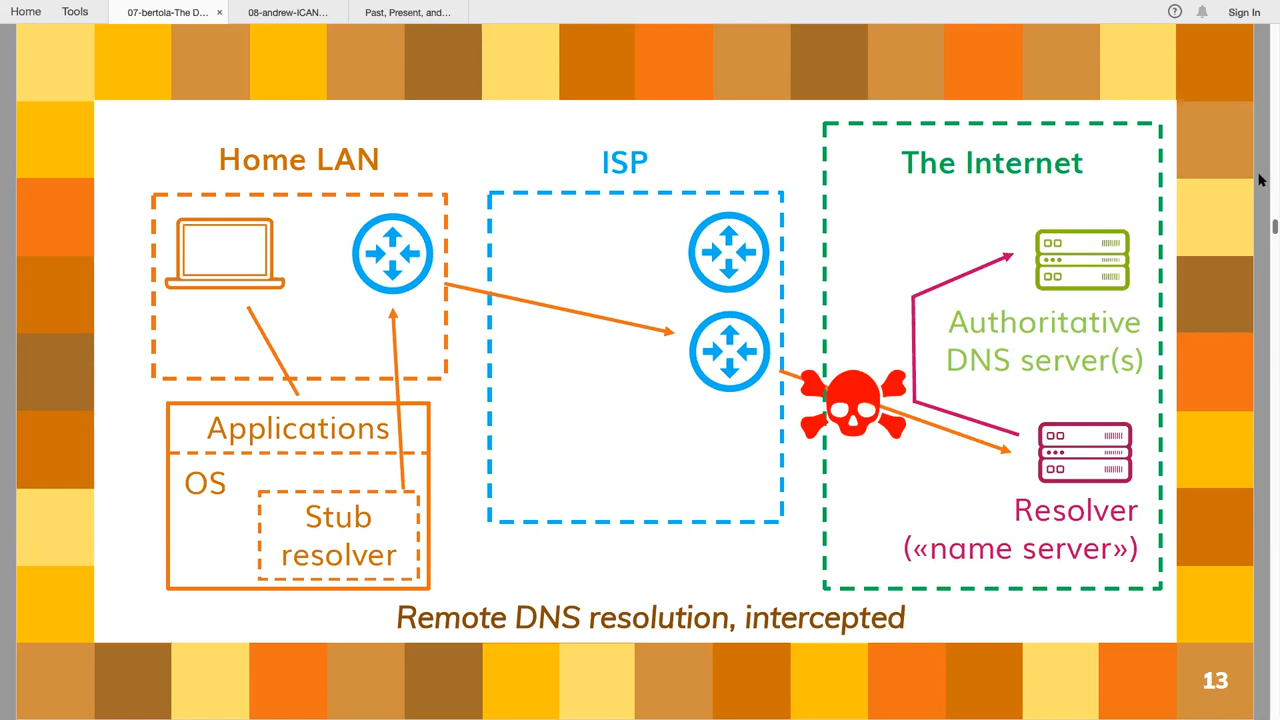 Home
Tools
07-bertola-The D...
×
08-andrew-ICAN...
Past, Present, and...
?
Sign In
Home LAN
ISP
The Internet
Authoritative
DNS server(s)
Applications
OS
Stub
resolver
Resolver
(«name server»)
Remote DNS resolution, intercepted
13